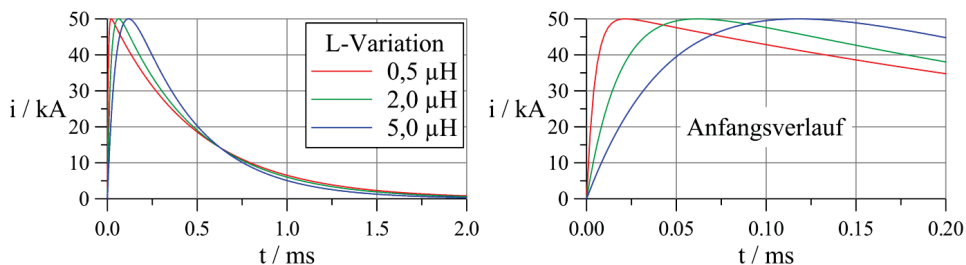 50
40
30
20
10
0
i / kA
L-Variation
0,5 µH
2,0 µH
5,0 µH
0.0 0.5 1.0 1.5 2.0
t / ms
50
40
30
20
10
0
i / kA
Anfangsverlauf
0.00 0.05 0.10 0.15 0.20
t / ms